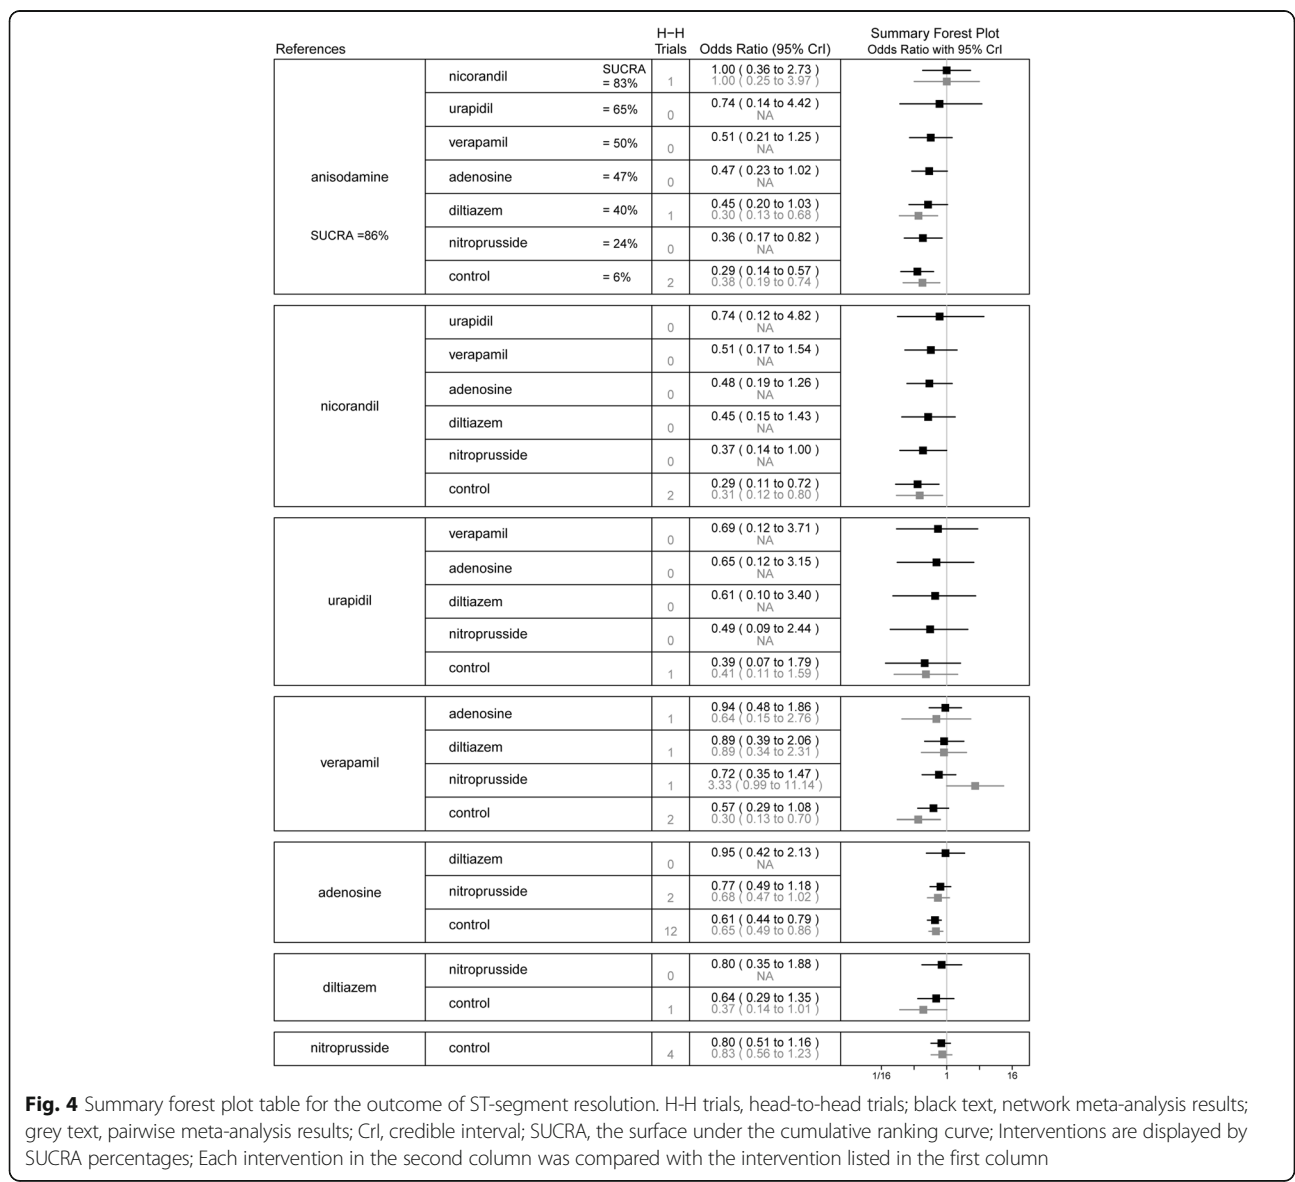 References
H−H Trials
Odds Ratio (95% CrI)
Summary Forest Plot
Odds Ratio with 95% CrI
anisodamine
SUCRA =86%
nicorandil SUCRA = 83% 1 1.00 ( 0.36 to 2.73 )
1.00 ( 0.25 to 3.97 )
urapidil = 65% 0 0.74 ( 0.14 to 4.42 )
NA
verapamil = 50% 0 0.51 ( 0.21 to 1.25 )
NA
adenosine = 47% 0 0.47 ( 0.23 to 1.02 )
NA
diltiazem = 40% 1 0.45 ( 0.20 to 1.03 )
0.30 ( 0.13 to 0.68 )
nitroprusside = 24% 0 0.36 ( 0.17 to 0.82 )
NA
control = 6% 2 0.29 ( 0.14 to 0.57 )
0.38 ( 0.19 to 0.74 )
nicorandil
urapidil 0 0.74 ( 0.12 to 4.82 )
NA
verapamil 0 0.51 ( 0.17 to 1.54 )
NA
adenosine 0 0.48 ( 0.19 to 1.26 )
NA
diltiazem 0 0.45 ( 0.15 to 1.43 )
NA
nitroprusside 0 0.37 ( 0.14 to 1.00 )
NA
control 2 0.29 ( 0.11 to 0.72 )
0.31 ( 0.12 to 0.80 )
urapidil
verapamil 0 0.69 ( 0.12 to 3.71 )
NA
adenosine 0 0.65 ( 0.12 to 3.15 )
NA
diltiazem 0 0.61 ( 0.10 to 3.40 )
NA
nitroprusside 0 0.49 ( 0.09 to 2.44 )
NA
control 1 0.39 ( 0.07 to 1.79 )
0.41 ( 0.11 to 1.59 )
verapamil
adenosine 1 0.94 ( 0.48 to 1.86 )
0.64 ( 0.15 to 2.76 )
diltiazem 1 0.89 ( 0.39 to 2.06 )
0.89 ( 0.34 to 2.31 )
nitroprusside 1 0.72 ( 0.35 to 1.47 )
3.33 ( 0.99 to 11.14 )
control 2 0.57 ( 0.29 to 1.08 )
0.30 ( 0.13 to 0.70 )
adenosine
diltiazem 0 0.95 ( 0.42 to 2.13 )
NA
nitroprusside 2 0.77 ( 0.49 to 1.18 )
0.68 ( 0.47 to 1.02 )
control 12 0.61 ( 0.44 to 0.79 )
0.65 ( 0.49 to 0.86 )
diltiazem
nitroprusside 0 0.80 ( 0.35 to 1.88 )
NA
control 1 0.64 ( 0.29 to 1.35 )
0.37 ( 0.14 to 1.01 )
nitroprusside
control 4 0.80 ( 0.51 to 1.16 )
0.83 ( 0.56 to 1.23 )
1/16 1 16
Fig. 4 Summary forest plot table for the outcome of ST-segment resolution. H-H trials, head-to-head trials; black text, network meta-analysis results;
grey text, pairwise meta-analysis results; CrI, credible interval; SUCRA, the surface under the cumulative ranking curve; Interventions are displayed by
SUCRA percentages; Each intervention in the second column was compared with the intervention listed in the first column